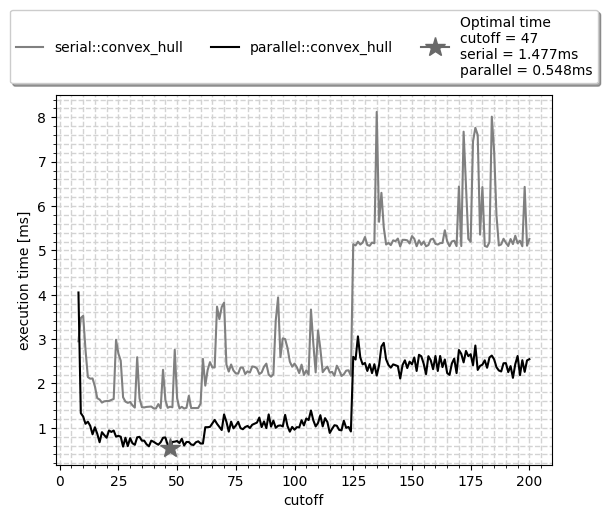 serial::convex_hull
parallel::convex_hull
Optimal time
cutoff = 47
serial = 1.477ms
parallel = 0.548ms
8
7
6
5
4
3
2
1
execution time [ms]
0 25 50 75 100 125 150 175 200
cutoff